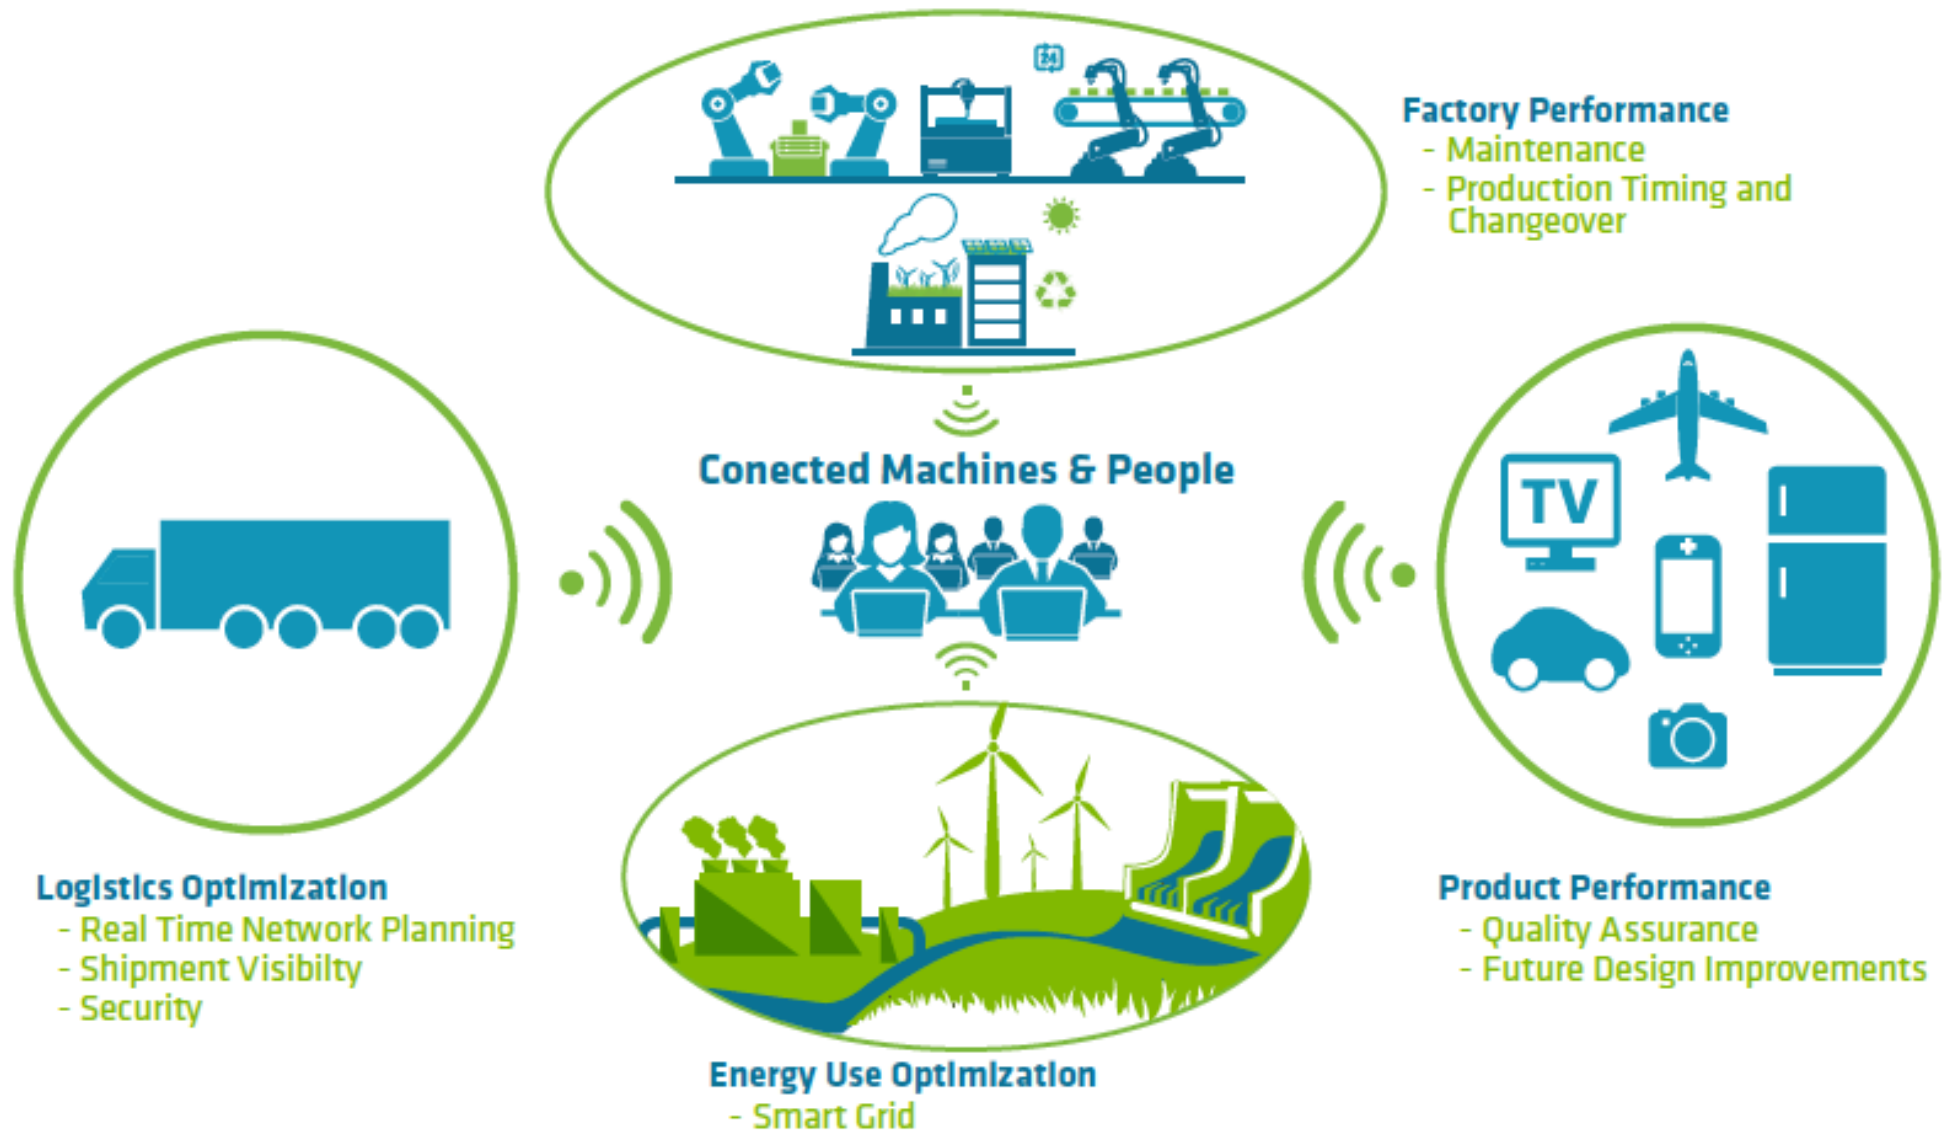 24
Factory Performance
- Maintenance
- Production Timing and
Changeover
Conected Machines & People
TV
Logistics Optimization
- Real Time Network Planning
- Shipment Visibilty
- Security
Product Performance
- Quality Assurance
- Future Design Improvements
Energy Use Optimization
- Smart Grid